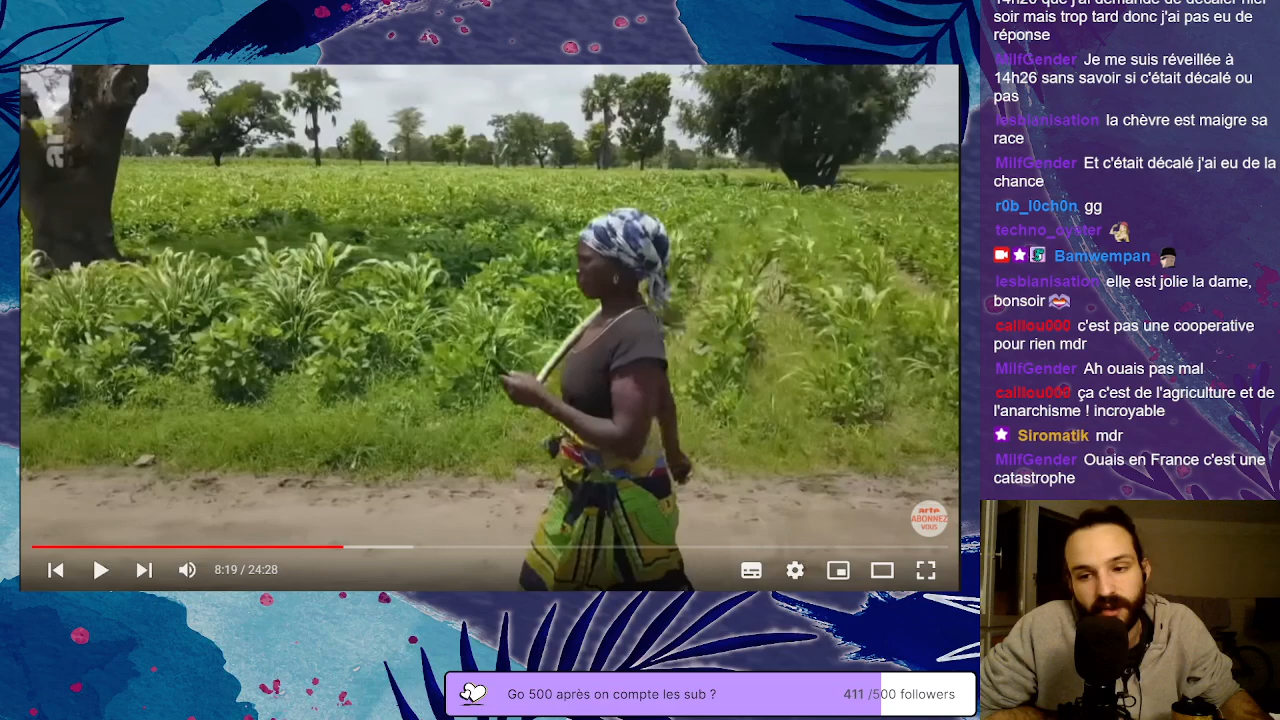 14h26 que j'ai demandé de décaler hier
soir mais trop tard donc j'ai pas eu de
réponse
MilfGender Je me suis réveillée à
14h26 sans savoir si c'était décalé ou
pas
lesbianisation la chèvre est maigre sa
race
MilfGender Et c'était décalé j'ai eu de la
chance
r0b_l0ch0n gg
techno_oyster
Bamwempan
lesbianisation elle est jolie la dame,
bonsoir
caillou000 c'est pas une cooperative
pour rien mdr
MilfGender Ah ouais pas mal
caillou000 ça c'est de l'agriculture et de
l'anarchisme ! incroyable
Siromatik mdr
MilfGender Ouais en France c'est une
catastrophe
arte
ABONNEZ
VOUS
8:19 / 24:28
Go 500 après on compte les sub ? 411 /500 followers